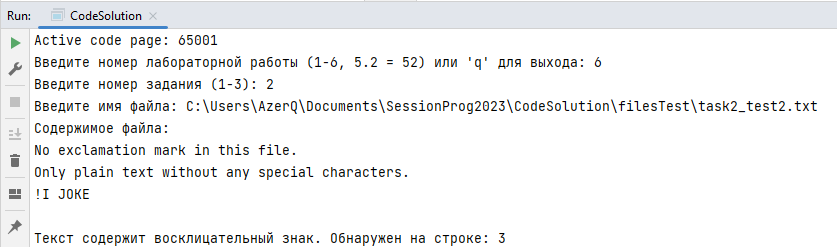 Run: CodeSolution
Active code page: 65001
Введите номер лабораторной работы (1-6, 5.2 = 52) или 'q' для выхода: 6
Введите номер задания (1-3): 2
Введите имя файла: C:\Users\AzerQ\Documents\SessionProg2023\CodeSolution\filesTest\task2_test2.txt
Содержимое файла:
No exclamation mark in this file.
Only plain text without any special characters.
!I JOKE
Текст содержит восклицательный знак. Обнаружен на строке: 3